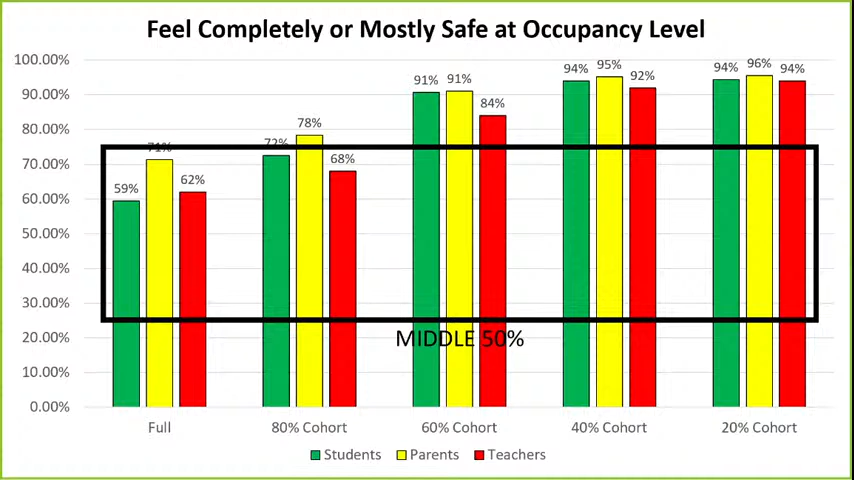 Feel Completely or Mostly Safe at Occupancy Level
100.00%
90.00%
80.00%
70.00%
60.00%
50.00%
40.00%
30.00%
20.00%
10.00%
0.00%
59%
71%
62%
72%
78%
68%
91%
91%
84%
94%
95%
92%
94%
96%
94%
MIDDLE 50%
Full
80% Cohort
60% Cohort
40% Cohort
20% Cohort
Students
Parents
Teachers